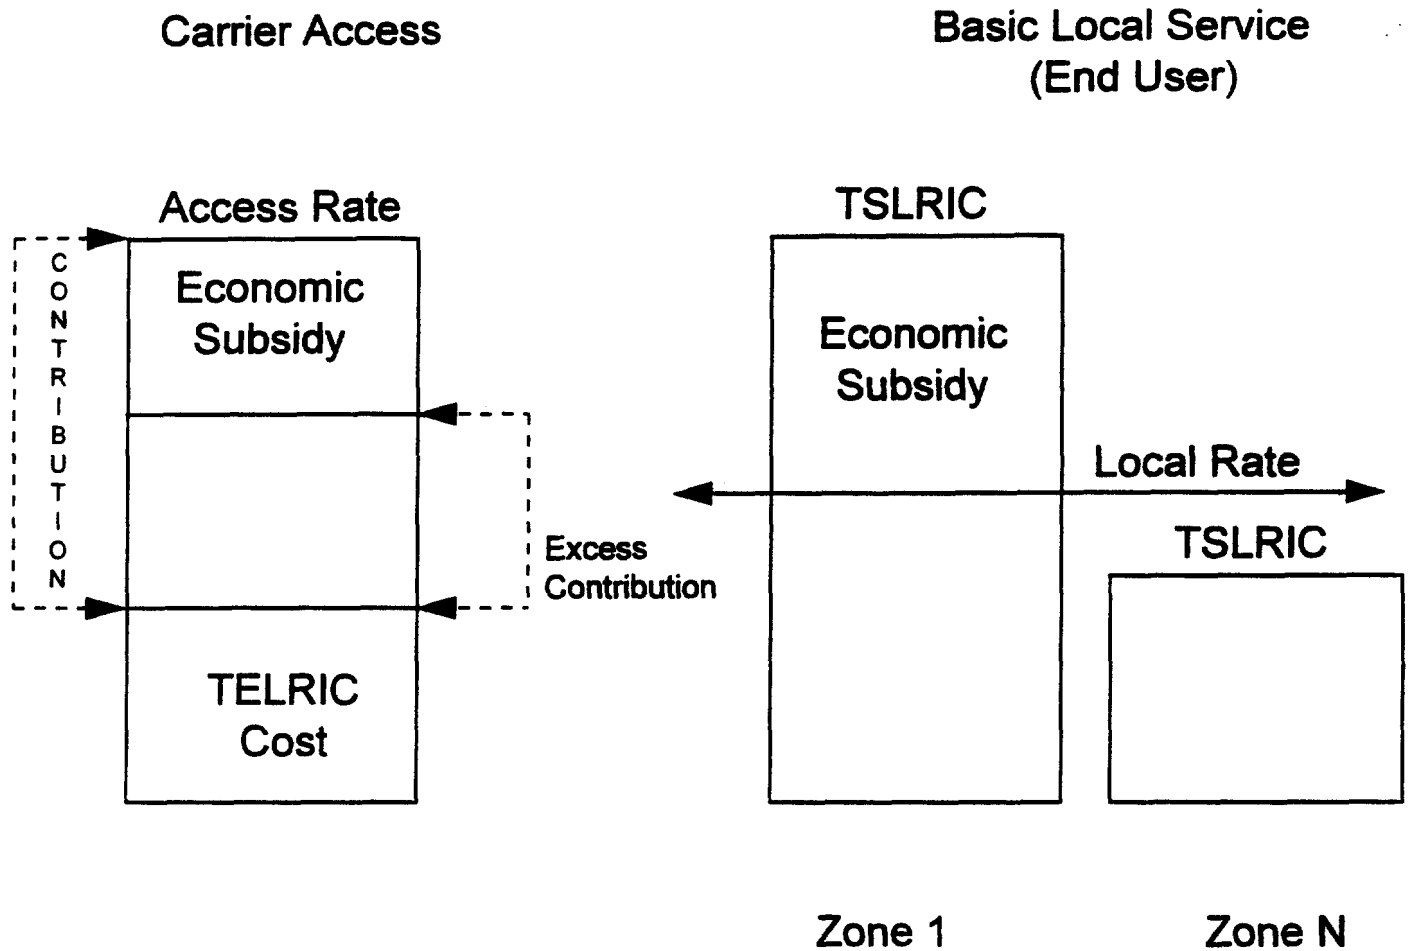 Carrier Access
Basic Local Service
(End User)
Access Rate
CONTRIBUTION
Economic
Subsidy
Excess
Contribution
TELRIC
Cost
TSLRIC
Economic
Subsidy
Local Rate
TSLRIC
Zone 1
Zone N